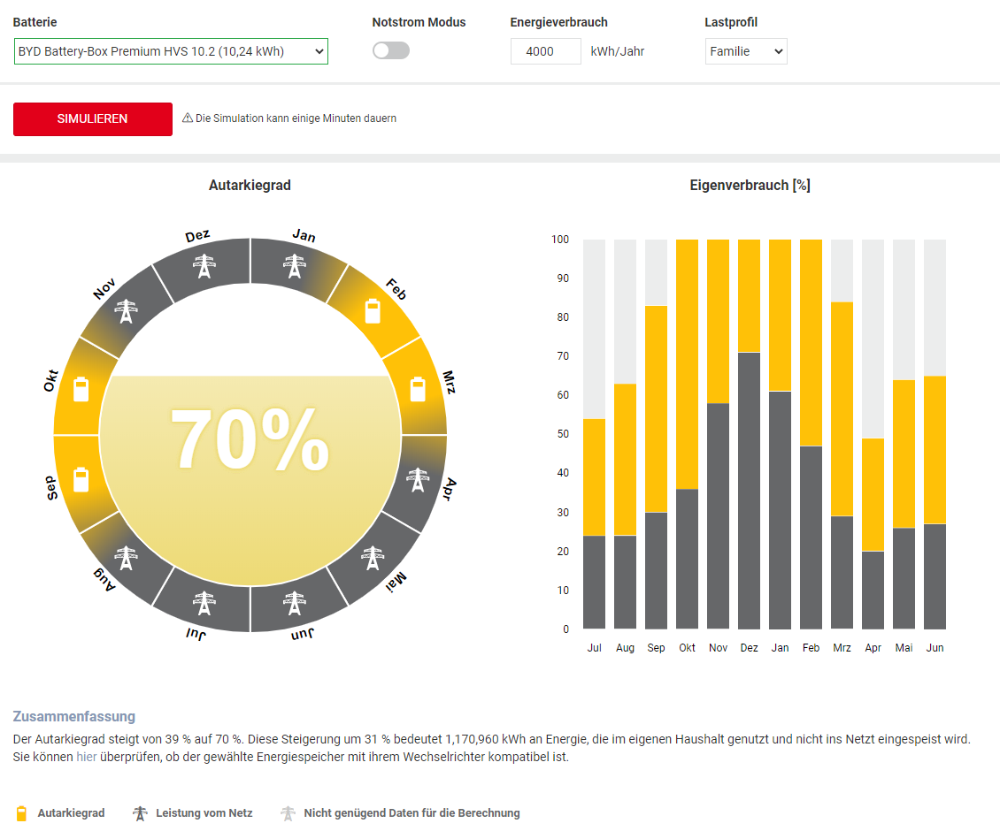 Batterie Notstrom Modus Energieverbrauch Lastprofil
BYD Battery-Box Premium HVS 10.2 (10,24 kWh) 4000 kWh/Jahr Familie
SIMULIEREN Die Simulation kann einige Minuten dauern
Autarkiegrad
Dez
Jan
Nov
Feb
Okt
Mrz
70%
Sep
Apr
Aug
Mai
Jul
Jun
Eigenverbrauch [%]
100
90
80
70
60
50
40
30
20
10
0
Jul Aug Sep Okt Nov Dez Jan Feb Mrz Apr Mai Jun
Zusammenfassung
Der Autarkiegrad steigt von 39 % auf 70 %. Diese Steigerung um 31 % bedeutet 1,170,960 kWh an Energie, die im eigenen Haushalt genutzt und nicht ins Netzt eingespeist wird.
Sie können hier überprüfen, ob der gewählte Energiespeicher mit ihrem Wechselrichter kompatibel ist.
Autarkiegrad Leistung vom Netz Nicht genügend Daten für die Berechnung